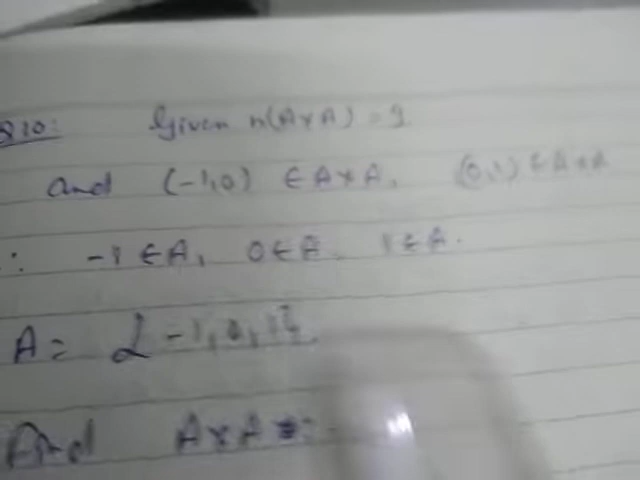 Q10: Given n(A×A) = 9
and (-1,0) ∈ A×A, (0,1) ∈ A×A
∴ -1 ∈ A, 0 ∈ A, 1 ∈ A.
A = {-1, 0, 1}
And A×A =